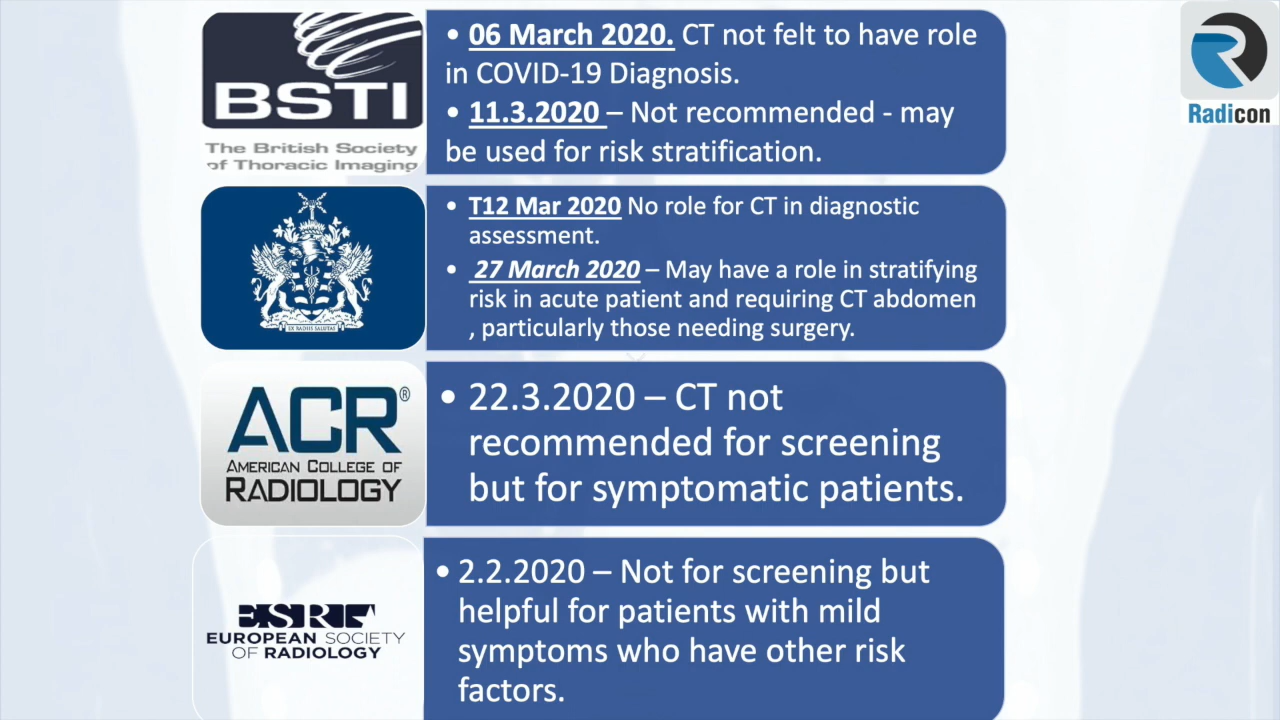 BSTI
The British Society
of Thoracic Imaging
• 06 March 2020. CT not felt to have role
in COVID-19 Diagnosis.
• 11.3.2020 – Not recommended - may
be used for risk stratification.
Radicon
EX RADIIS SALUTAS
• T12 Mar 2020 No role for CT in diagnostic
assessment.
• 27 March 2020 – May have a role in stratifying
risk in acute patient and requiring CT abdomen
, particularly those needing surgery.
ACR®
AMERICAN COLLEGE OF
RADIOLOGY
• 22.3.2020 – CT not
recommended for screening
but for symptomatic patients.
ESR
EUROPEAN SOCIETY
OF RADIOLOGY
• 2.2.2020 – Not for screening but
helpful for patients with mild
symptoms who have other risk
factors.